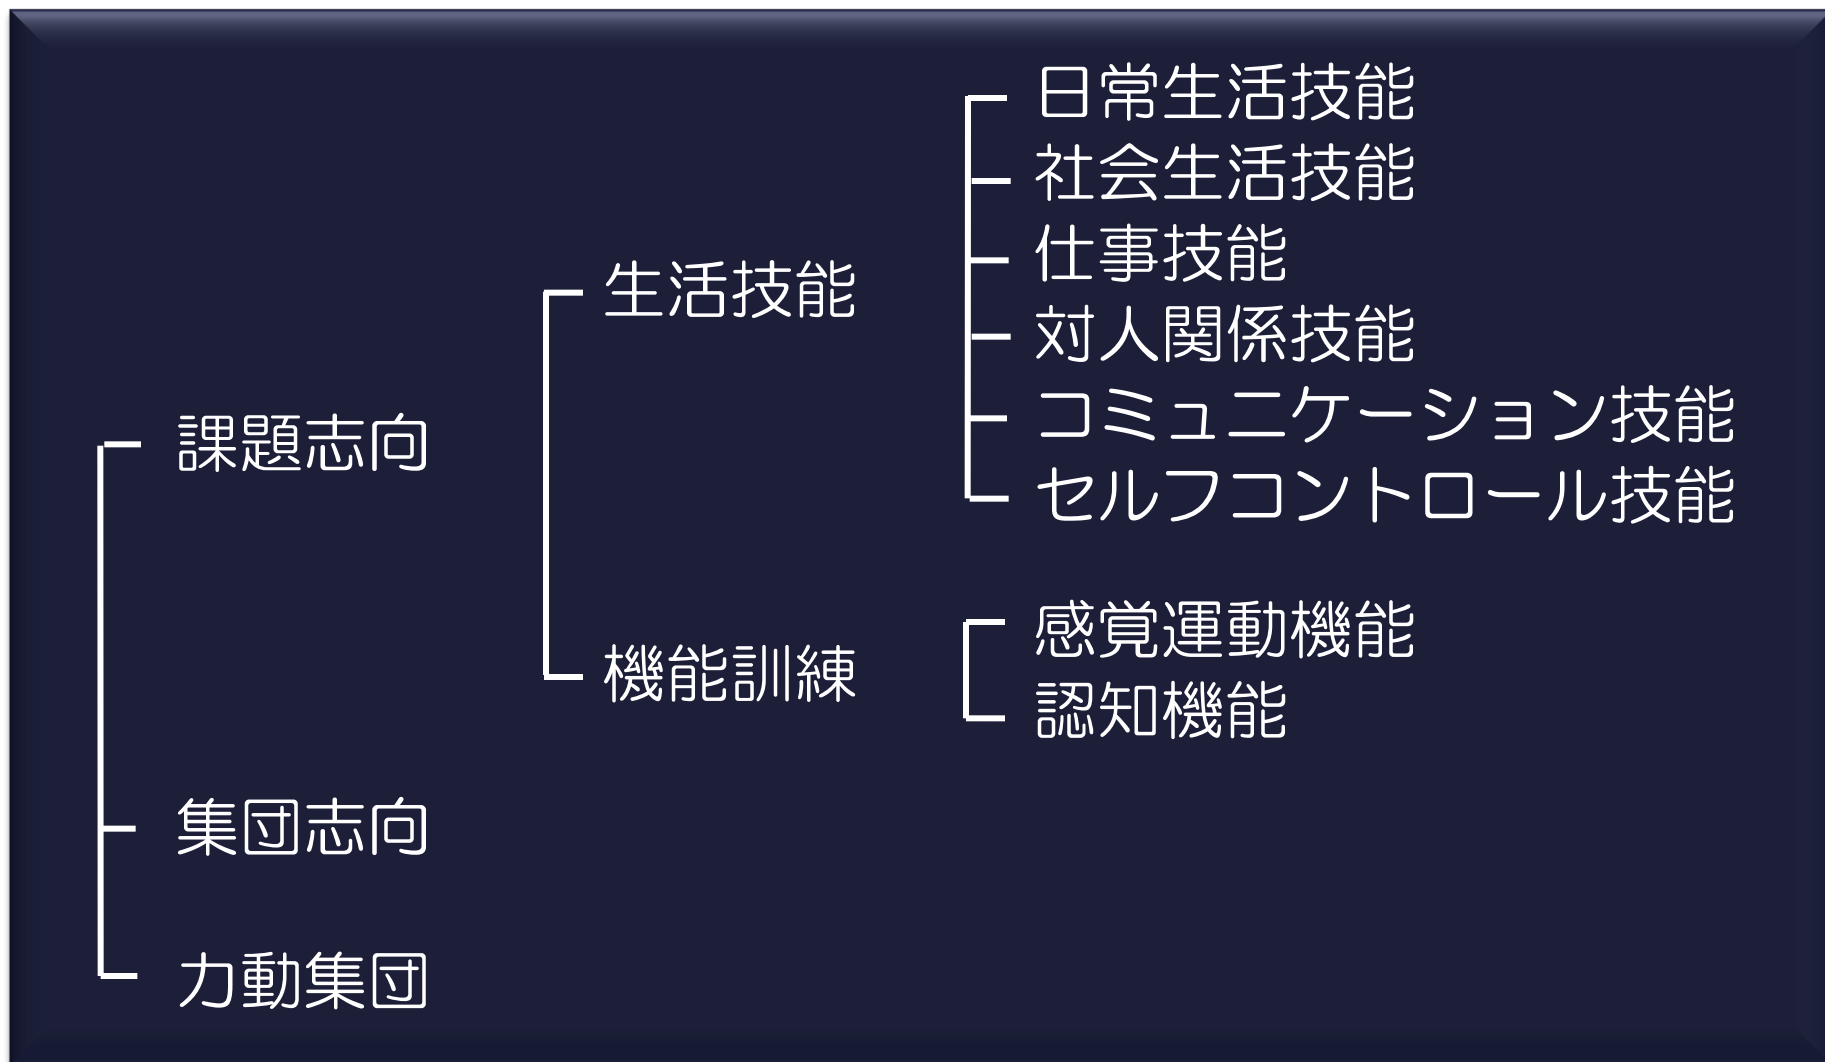 日常生活技能
社会生活技能
仕事技能
生活技能
対人関係技能
コミュニケーション技能
課題志向
セルフコントロール技能
感覚運動機能
機能訓練
認知機能
集団志向
力動集団